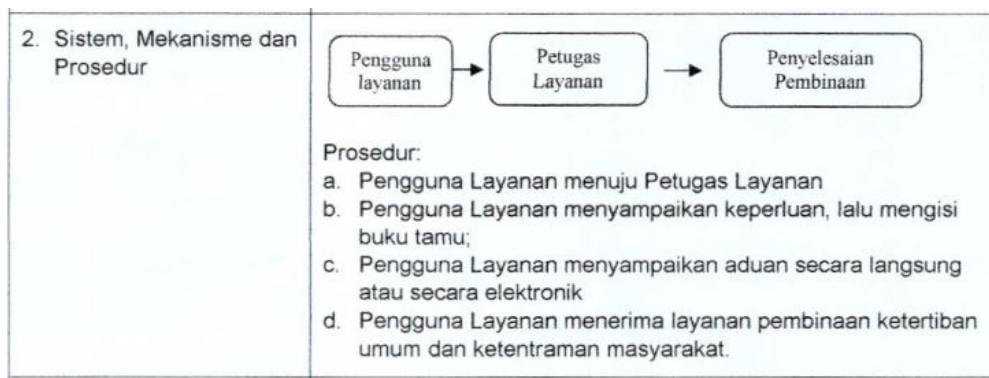 2. Sistem, Mekanisme dan
Prosedur
Pengguna
layanan
Petugas
Layanan
Penyelesaian
Pembinaan
Prosedur:
a. Pengguna Layanan menuju Petugas Layanan
b. Pengguna Layanan menyampaikan keperluan, lalu mengisi
buku tamu;
c. Pengguna Layanan menyampaikan aduan secara langsung
atau secara elektronik
d. Pengguna Layanan menerima layanan pembinaan ketertiban
umum dan ketentraman masyarakat.